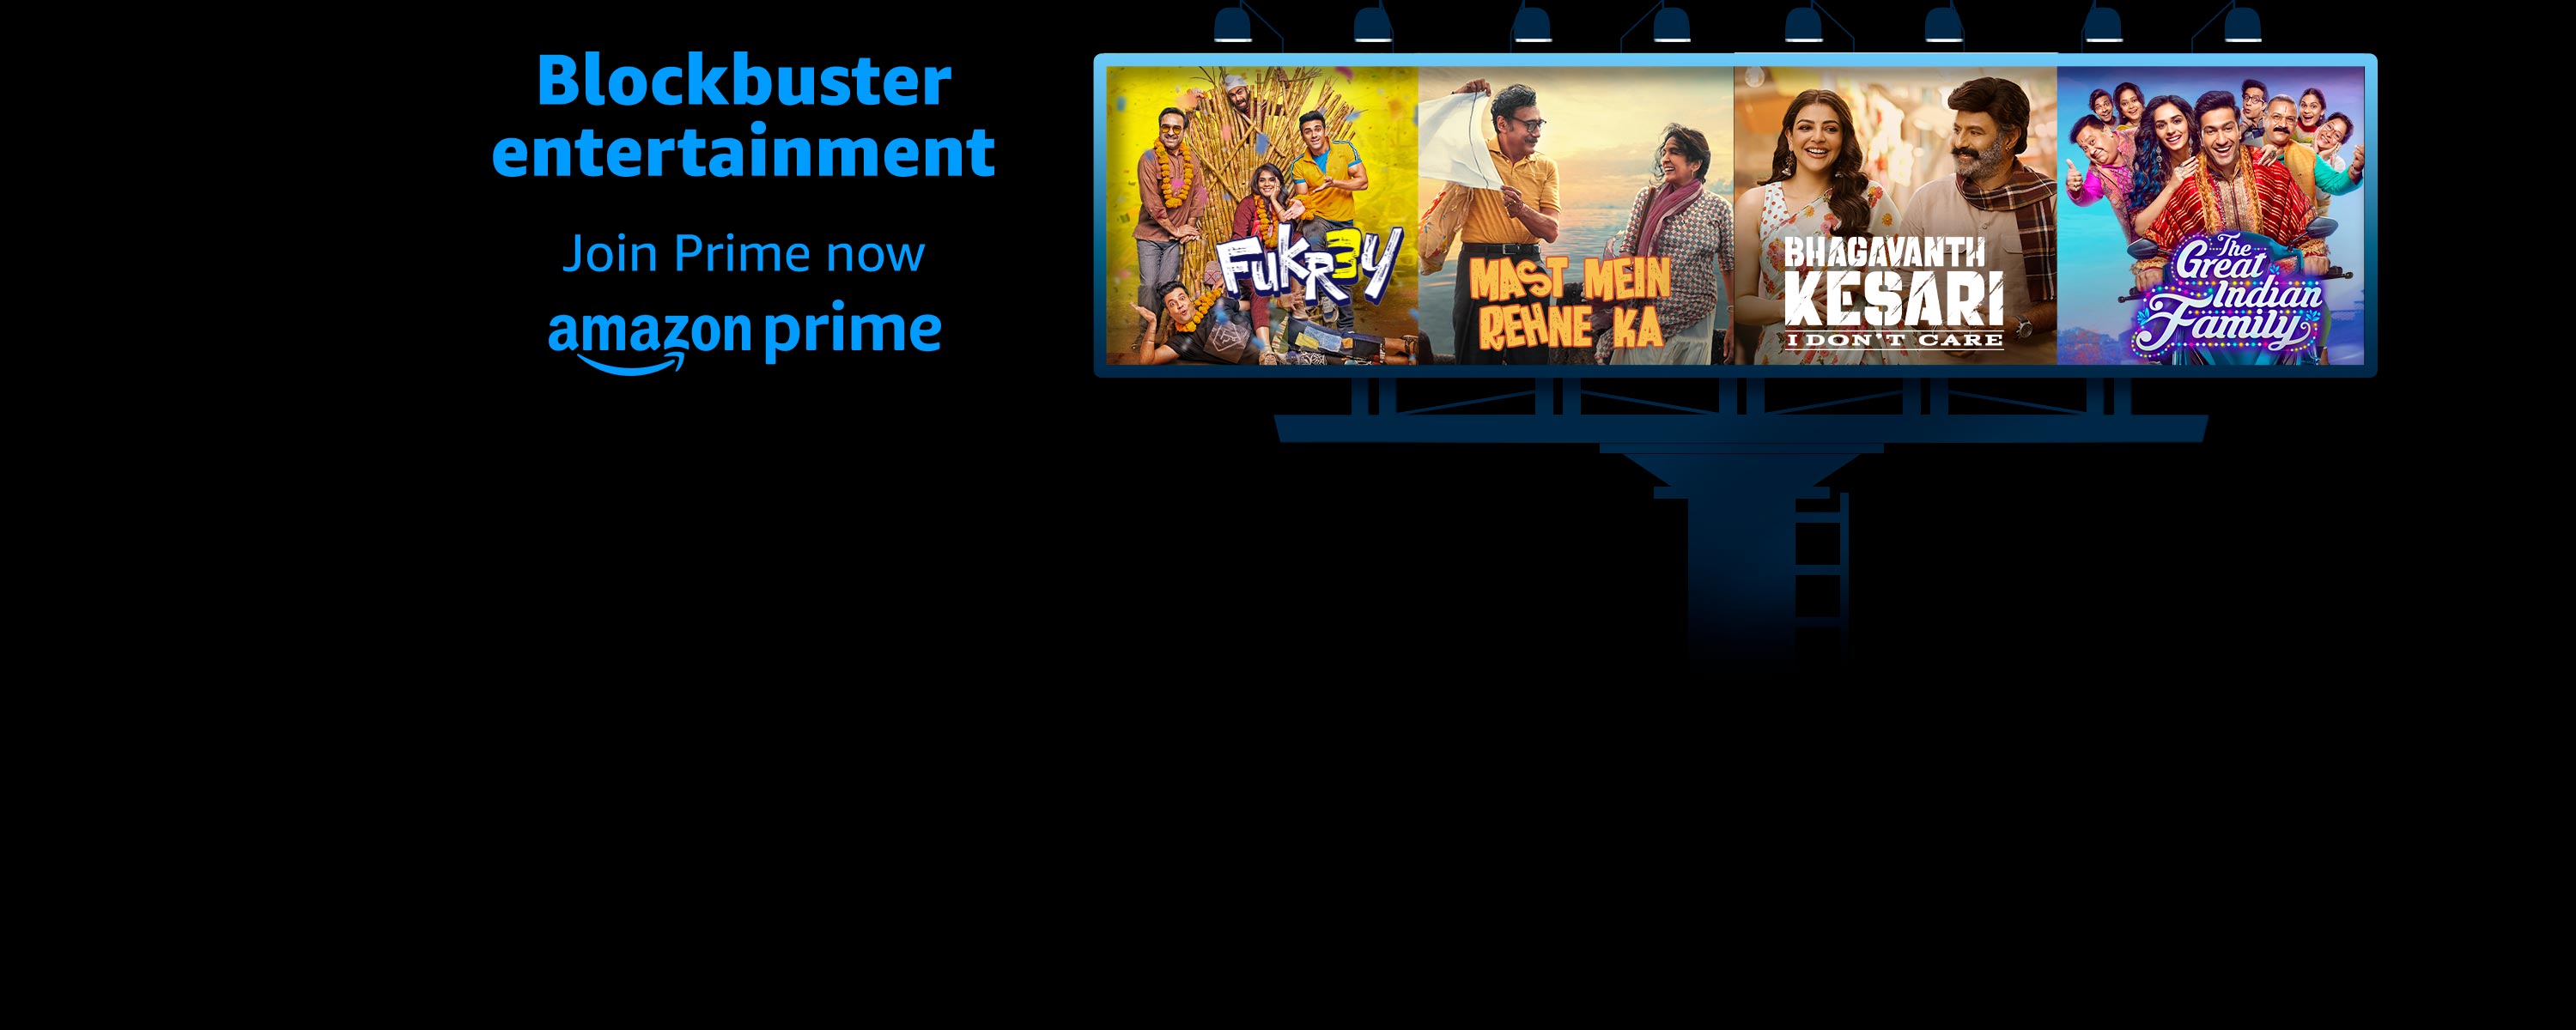 Blockbuster
entertainment
Join Prime now
amazon prime
FUKR3Y
MAST MEIN
REHNE KA
BHAGAVANTH
KESARI
I DON'T CARE
The
Great
Indian
Family